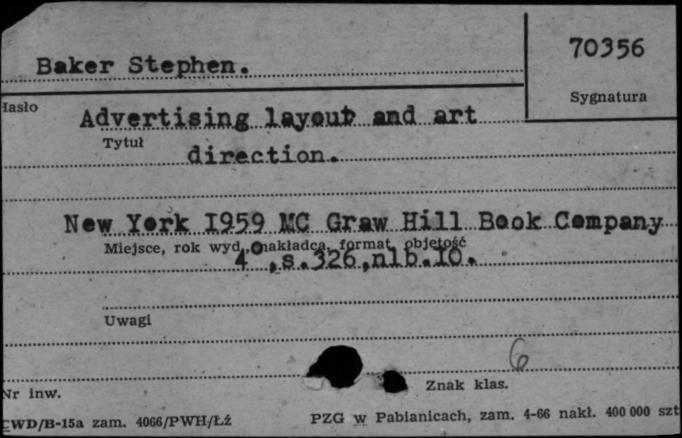 Baker Stephen.
70356
Hasło
Sygnatura
Advertising layout and art
Tytuł
direction.
New York I959 MC Graw Hill Book Company
Miejsce, rok wyd., nakładca, format, objętość
4°,s.326,nlb.IO.
Uwagi
6
Nr inw.
Znak klas.
CWD/B-15a zam. 4066/PWH/Łź
PZG w Pabianicach, zam. 4-66 nakł. 400 000 szt